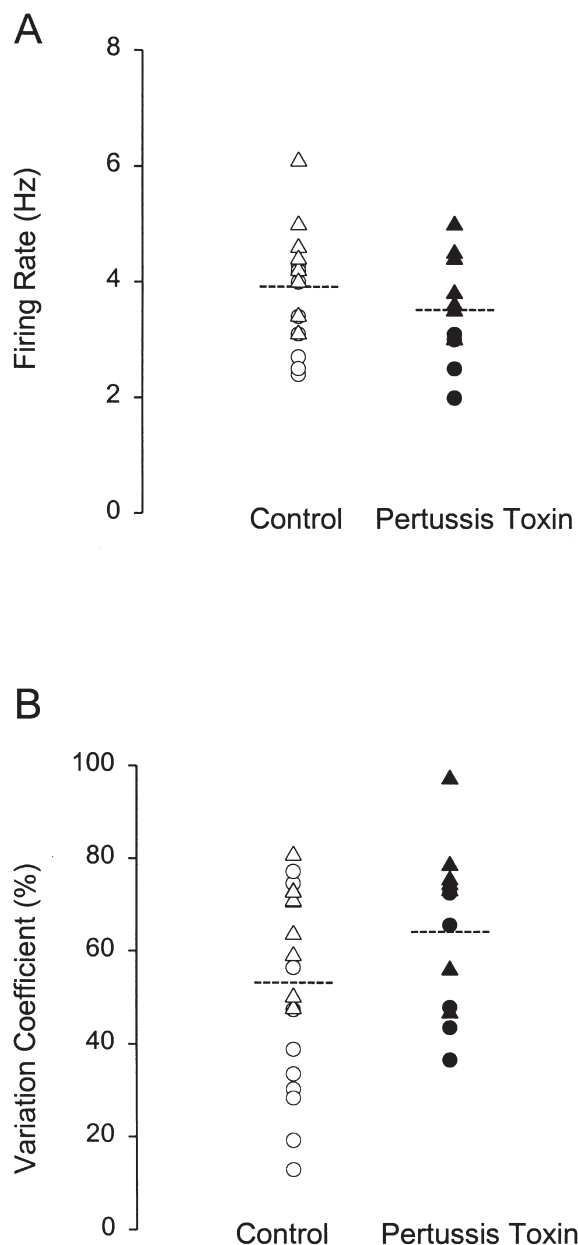 A
8
6
4
2
0
Firing Rate (Hz)
Control Pertussis Toxin
B
100
80
60
40
20
0
Variation Coefficient (%)
Control Pertussis Toxin